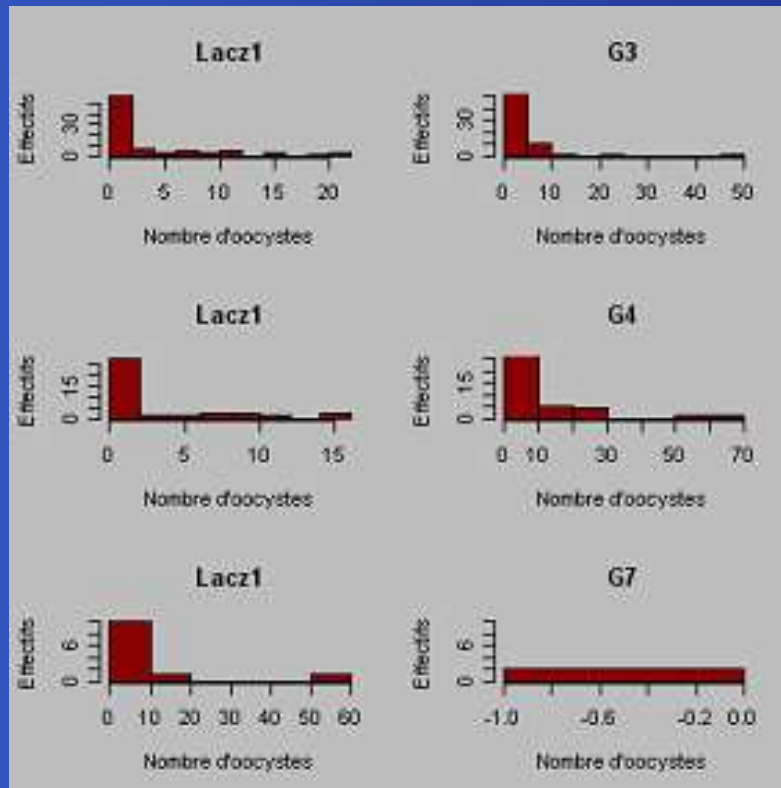 Lacz1
G3
Effectifs
30
0
0 5 10 15 20
Nombre d'oocystes
Effectifs
30
0
0 10 20 30 40 50
Nombre d'oocystes
Lacz1
G4
Effectifs
15
0
0 5 10 15
Nombre d'oocystes
Effectifs
15
0
0 10 30 50 70
Nombre d'oocystes
Lacz1
G7
Effectifs
6
0
0 10 20 30 40 50 60
Nombre d'oocystes
Effectifs
6
0
-1.0 -0.6 -0.2 0.0
Nombre d'oocystes